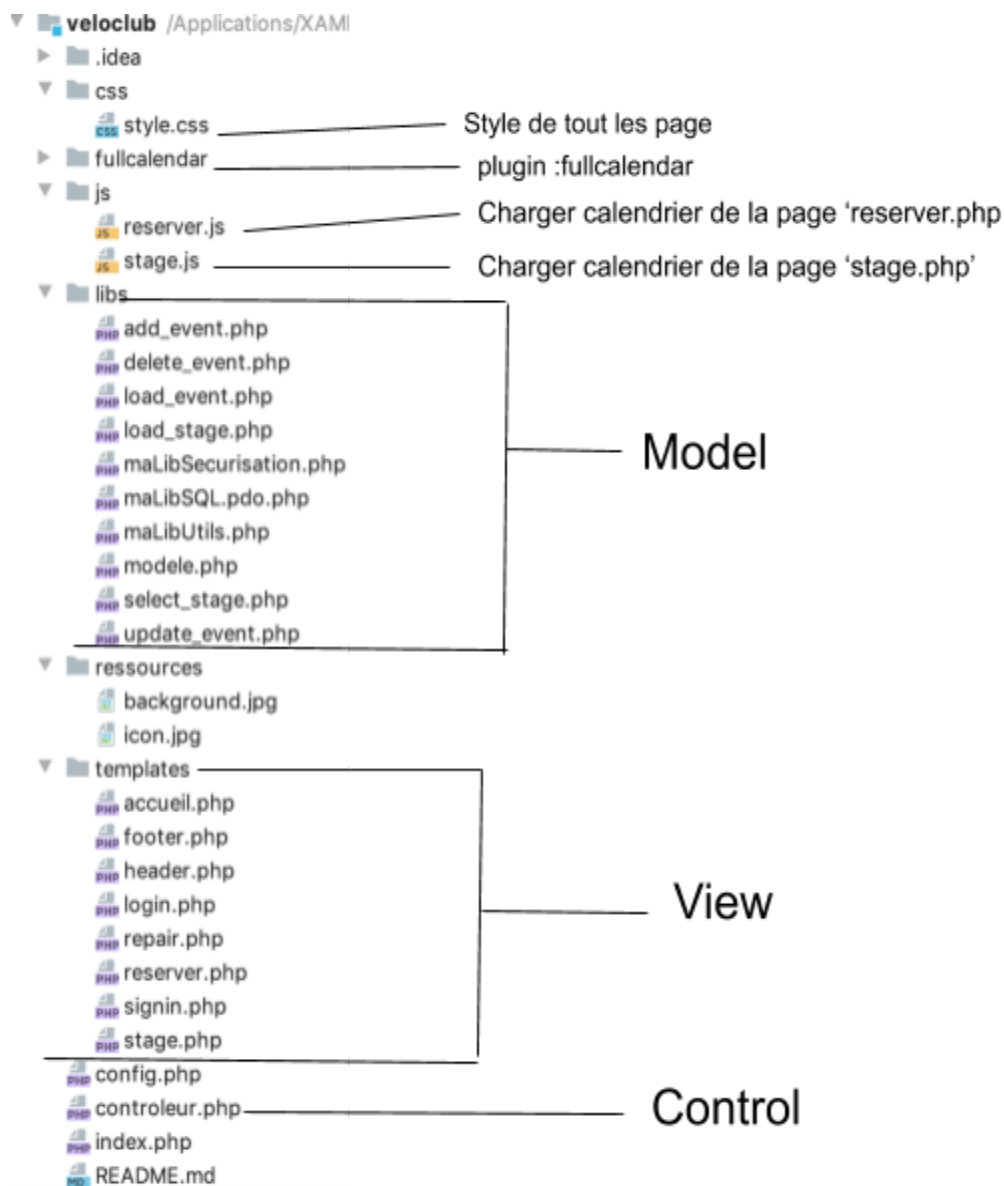 veloclub /Applications/XAM
.idea
css
style.css Style de tout les page
fullcalendar plugin :fullcalendar
js
reserver.js Charger calendrier de la page ‘reserver.php
stage.js Charger calendrier de la page ‘stage.php’
libs
add_event.php
delete_event.php
load_event.php
load_stage.php
maLibSecurisation.php Model
maLibSQL.pdo.php
maLibUtils.php
modele.php
select_stage.php
update_event.php
ressources
background.jpg
icon.jpg
templates
accueil.php
footer.php
header.php
login.php View
repair.php
reserver.php
signin.php
stage.php
config.php
controleur.php Control
index.php
README.md